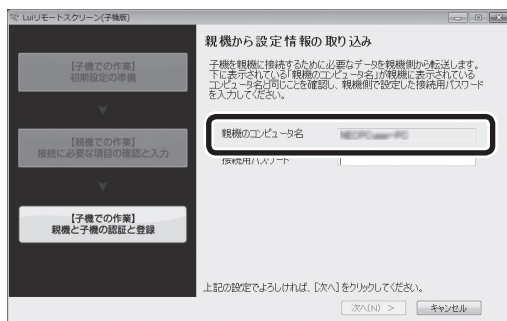 Luiリモートスクリーン(子機版)
親機から設定情報の取り込み
子機を親機に接続するために必要なデータを親機側から転送します。
下に表示されている「親機のコンピュータ名」が親機に表示されている
コンピュータ名と同じことを確認し、親機側で設定した接続用パスワード
を入力してください。
【子機での作業】
初期設定の準備
【親機での作業】
接続に必要な項目の確認と入力
【子機での作業】
親機と子機の認証と登録
親機のコンピュータ名
接続用パスワード
上記の設定でよろしければ、[次へ]をクリックしてください。
次へ(N) >
キャンセル